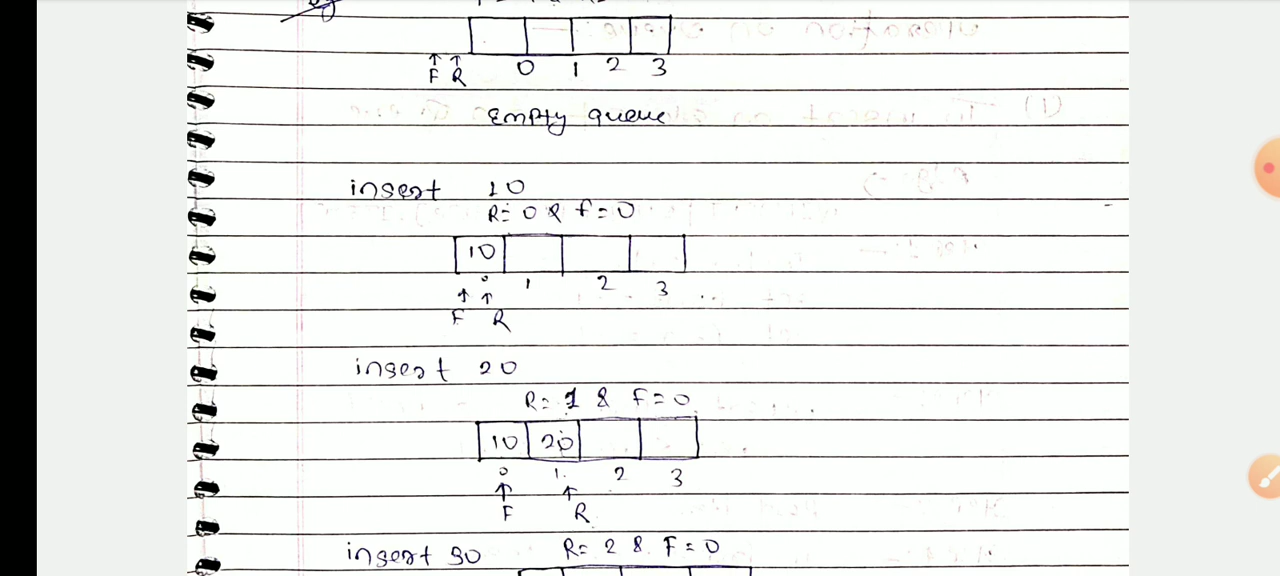 F R 0 1 2 3
Empty queue
insert 10
R=0 & f=0
10
0 1 2 3
F R
insert 20
R=1 & F=0
10 20
0 1 2 3
F R
insert 30 R=2 & F=0